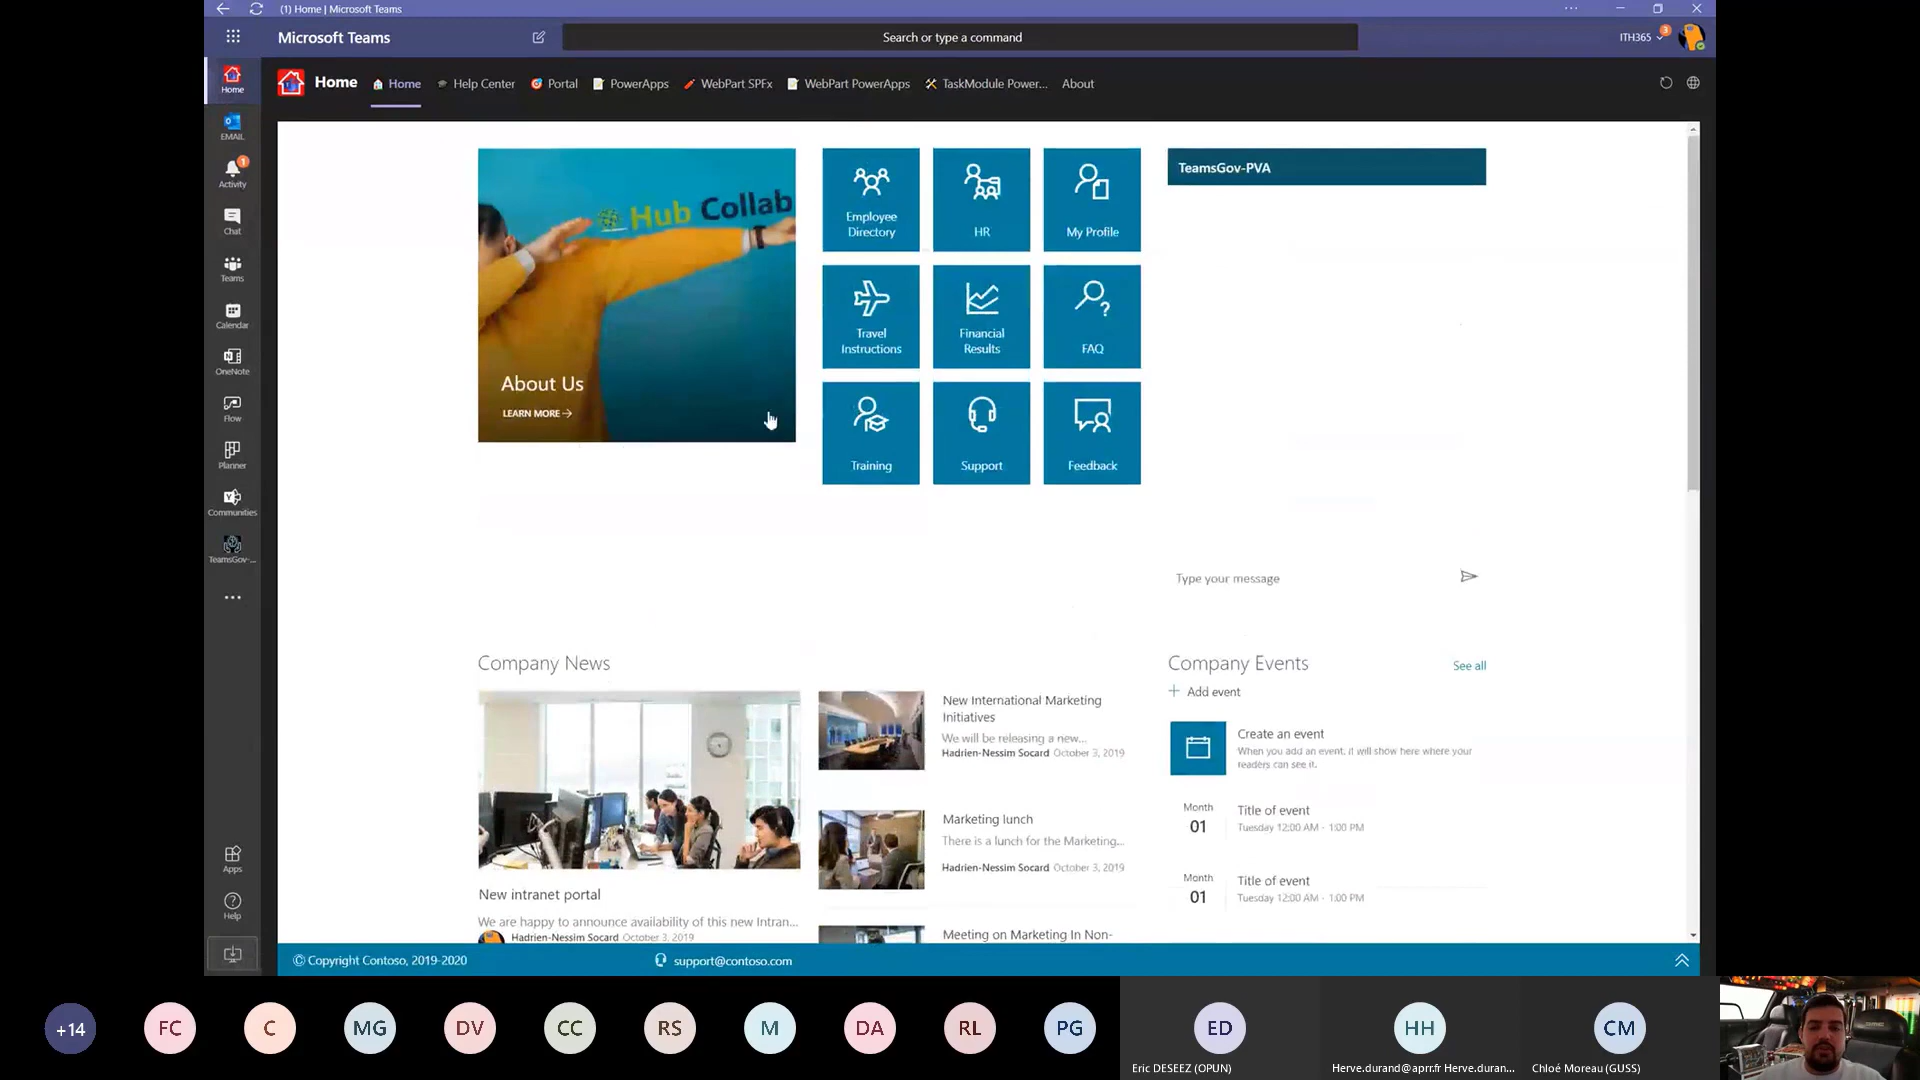 (1) Home | Microsoft Teams
Microsoft Teams
Search or type a command
ITH365
3
Home
Home
Home
Help Center
Portal
PowerApps
WebPart SPFx
WebPart PowerApps
TaskModule Power...
About
EMAIL
1
Activity
Chat
Teams
Calendar
OneNote
Flow
Planner
Communities
TeamsGov-...
Apps
Help
Hub Collab
About Us
LEARN MORE
Employee
Directory
HR
My Profile
Travel
Instructions
Financial
Results
FAQ
Training
Support
Feedback
TeamsGov-PVA
Type your message
Company News
New intranet portal
We are happy to announce availability of this new Intran...
Hadrien-Nessim Socard October 3, 2019
New International Marketing
Initiatives
We will be releasing a new...
Hadrien-Nessim Socard October 3, 2019
Marketing lunch
There is a lunch for the Marketing...
Hadrien-Nessim Socard October 3, 2019
Meeting on Marketing In Non-
Company Events
See all
+ Add event
Create an event
When you add an event, it will show here where your
readers can see it.
Month
01
Title of event
Tuesday 12:00 AM - 1:00 PM
Month
01
Title of event
Tuesday 12:00 AM - 1:00 PM
© Copyright Contoso, 2019-2020
support@contoso.com
+14
FC
C
MG
DV
CC
RS
M
DA
RL
PG
ED
HH
CM
Eric DESEEZ (OPUN)
Herve.durand@aprr.fr Herve.duran...
Chloé Moreau (GUSS)